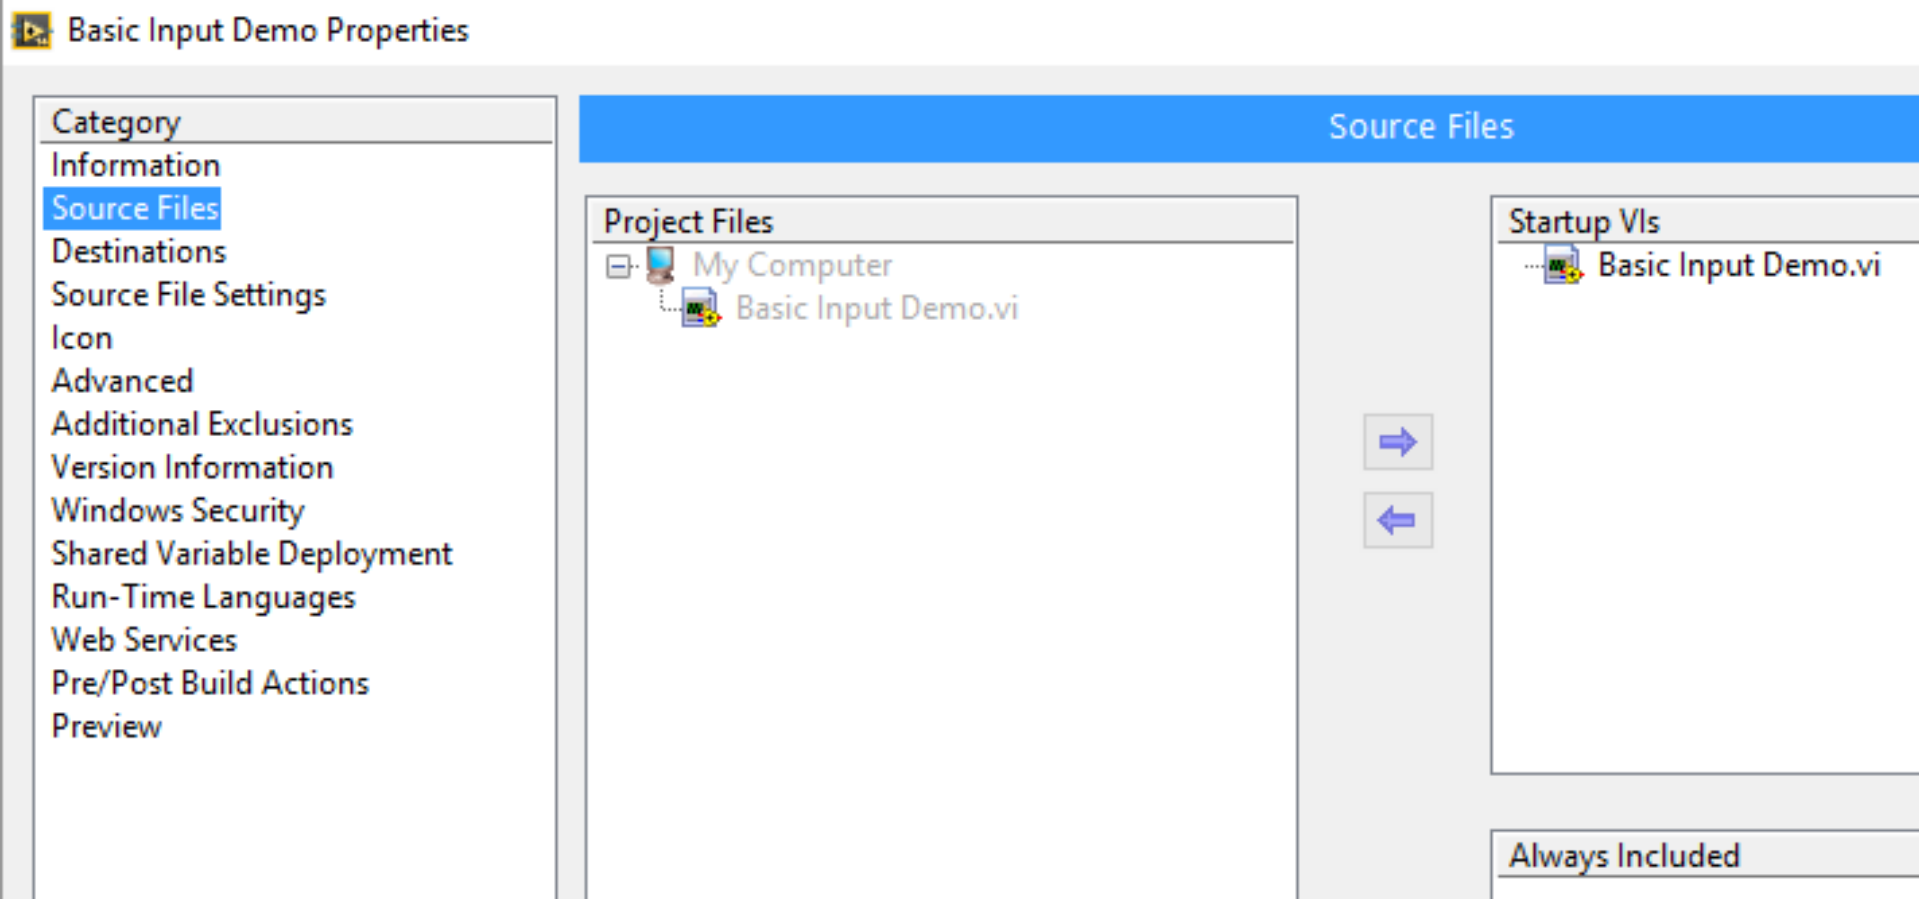 Basic Input Demo Properties
Category
Information
Source Files
Destinations
Source File Settings
Icon
Advanced
Additional Exclusions
Version Information
Windows Security
Shared Variable Deployment
Run-Time Languages
Web Services
Pre/Post Build Actions
Preview
Source Files
Project Files
My Computer
Basic Input Demo.vi
Startup VIs
Basic Input Demo.vi
Always Included